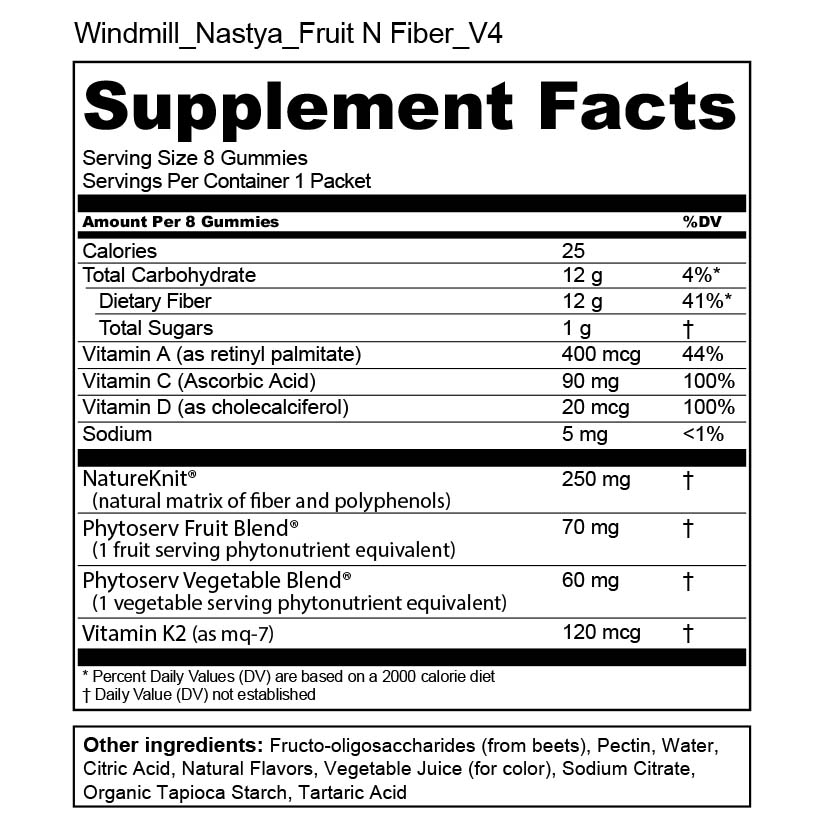 Windmill_Nastya_Fruit N Fiber_V4
Supplement Facts
Serving Size 8 Gummies
Servings Per Container 1 Packet
Amount Per 8 Gummies %DV
Calories 25
Total Carbohydrate 12 g 4%*
Dietary Fiber 12 g 41%*
Total Sugars 1 g †
Vitamin A (as retinyl palmitate) 400 mcg 44%
Vitamin C (Ascorbic Acid) 90 mg 100%
Vitamin D (as cholecalciferol) 20 mcg 100%
Sodium 5 mg <1%
NatureKnit® 250 mg †
(natural matrix of fiber and polyphenols)
Phytoserv Fruit Blend® 70 mg †
(1 fruit serving phytonutrient equivalent)
Phytoserv Vegetable Blend® 60 mg †
(1 vegetable serving phytonutrient equivalent)
Vitamin K2 (as mq-7) 120 mcg †
* Percent Daily Values (DV) are based on a 2000 calorie diet
† Daily Value (DV) not established
Other ingredients: Fructo-oligosaccharides (from beets), Pectin, Water,
Citric Acid, Natural Flavors, Vegetable Juice (for color), Sodium Citrate,
Organic Tapioca Starch, Tartaric Acid